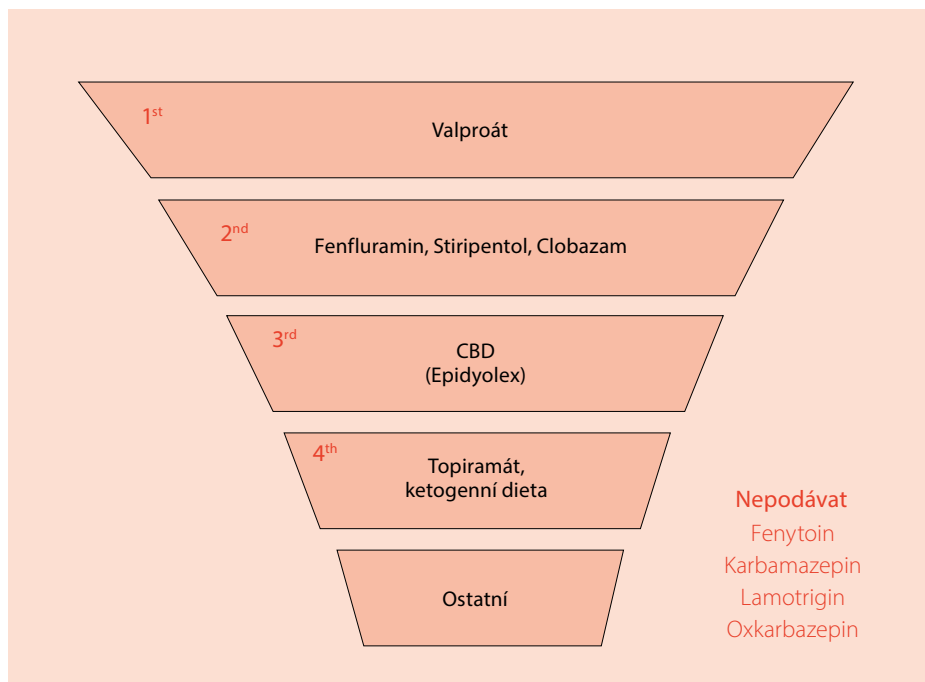 1st
Valproát
2nd
Fenfluramin, Stiripentol, Clobazam
3rd
CBD
(Epidyolex)
4th
Topiramát,
ketogenní dieta
Ostatní
Nepodávat
Fenytoin
Karbamazepin
Lamotrigin
Oxkarbazepin